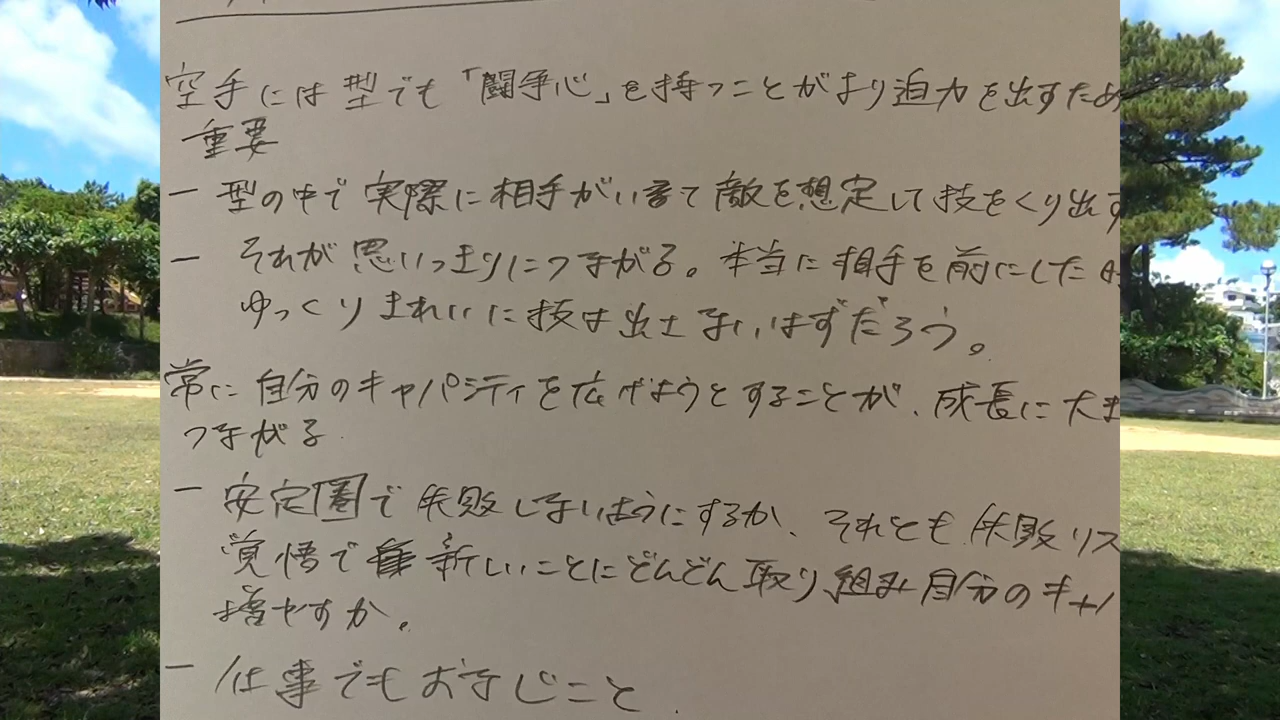 空手には型でも「闘争心」を持つことがより迫力を出すため
重要
- 型の中で実際に相手がいて敵を想定して技をくり出す
- それが思いっきりにつながる。本当に相手を前にした時
ゆっくりきれいに技は出せないはずだろう。
常に自分のキャパシティを広げようとすることが、成長に大き
つながる
- 安定圏で失敗しないようにするか、それとも失敗リス
覚悟で新しいことにどんどん取り組み自分のキャパ
増やすか。
- 仕事でもおなじこと.